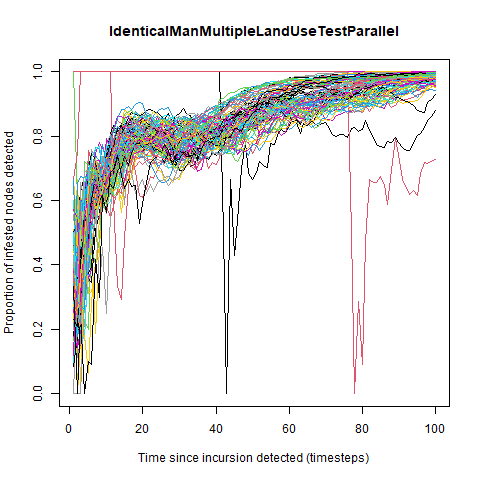 IdenticalManMultipleLandUseTestParallel
Proportion of infested nodes detected
1.0
0.8
0.6
0.4
0.2
0.0
0 20 40 60 80 100
Time since incursion detected (timesteps)